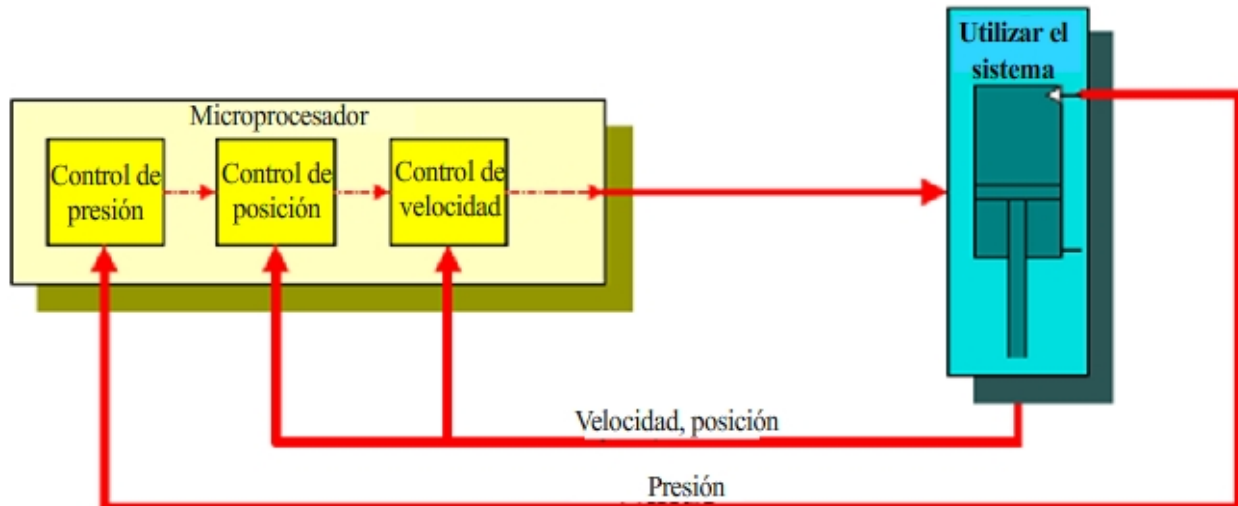 Utilizar el
sistema
Microprocesador
Control de
presión
Control de
posición
Control de
velocidad
Velocidad, posición
Presión